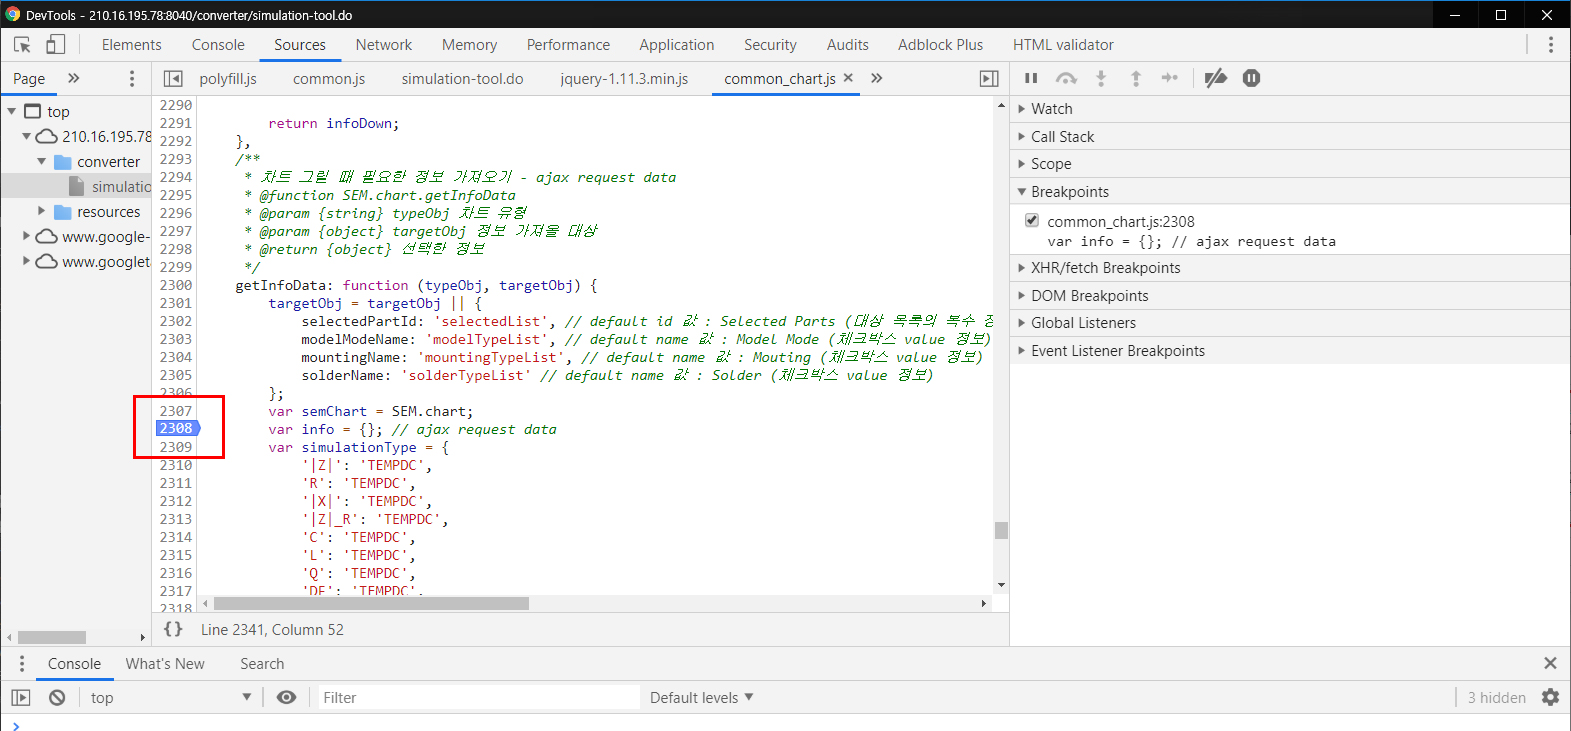 DevTools - 210.16.195.78:8040/converter/simulation-tool.do
Elements Console Sources Network Memory Performance Application Security Audits Adblock Plus HTML validator
Page » polyfill.js common.js simulation-tool.do jquery-1.11.3.min.js common_chart.js × »
top
210.16.195.78
converter
simulatio
resources
www.google-
www.googleta
2290
2291 return infoDown;
2292 },
2293 /**
2294 * 차트 그릴 때 필요한 정보 가져오기 - ajax request data
2295 * @function SEM.chart.getInfoData
2296 * @param {string} typeObj 차트 유형
2297 * @param {object} targetObj 정보 가져올 대상
2298 * @return {object} 선택한 정보
2299 */
2300 getInfoData: function (typeObj, targetObj) {
2301 targetObj = targetObj || {
2302 selectedPartId: 'selectedList', // default id 값 : Selected Parts (대상 목록의 복수 정
2303 modelModeName: 'modelTypeList', // default name 값 : Model Mode (체크박스 value 정보)
2304 mountingName: 'mountingTypeList', // default name 값 : Mouting (체크박스 value 정보)
2305 solderName: 'solderTypeList' // default name 값 : Solder (체크박스 value 정보)
2306 };
2307 var semChart = SEM.chart;
2308 var info = {}; // ajax request data
2309 var simulationType = {
2310 '|Z|': 'TEMPDC',
2311 'R': 'TEMPDC',
2312 '|X|': 'TEMPDC',
2313 '|Z|_R': 'TEMPDC',
2314 'C': 'TEMPDC',
2315 'L': 'TEMPDC',
2316 'Q': 'TEMPDC',
2317 'DF': 'TEMPDC',
2318
{} Line 2341, Column 52
Watch
Call Stack
Scope
Breakpoints
common_chart.js:2308
var info = {}; // ajax request data
XHR/fetch Breakpoints
DOM Breakpoints
Global Listeners
Event Listener Breakpoints
Console What's New Search
top Filter Default levels 3 hidden